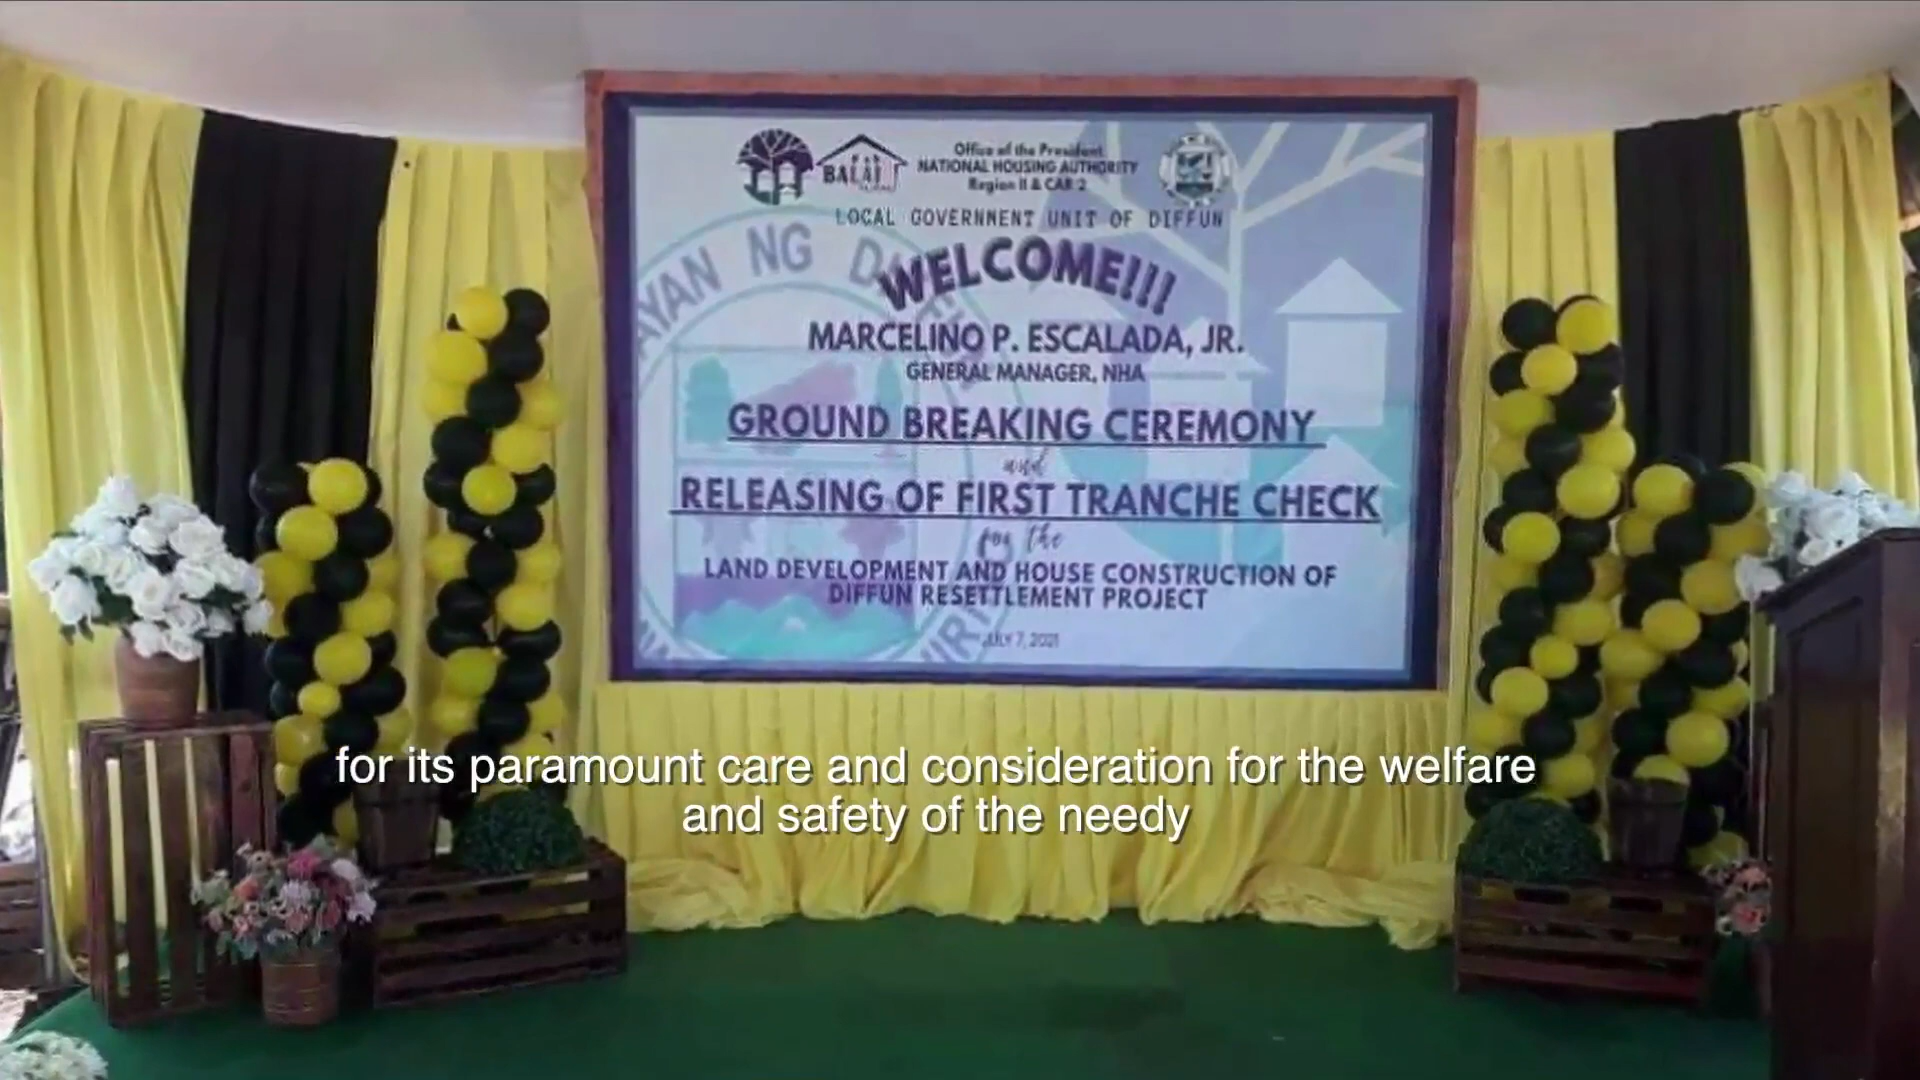 BALAI
Office of the President
NATIONAL HOUSING AUTHORITY
Region II & CAR 2
LOCAL GOVERNMENT UNIT OF DIFFUN
AYAN NG
WELCOME!!!
MARCELINO P. ESCALADA, JR.
GENERAL MANAGER, NHA
GROUND BREAKING CEREMONY
and
RELEASING OF FIRST TRANCHE CHECK
for the
LAND DEVELOPMENT AND HOUSE CONSTRUCTION OF
DIFFUN RESETTLEMENT PROJECT
JULY 7, 2021
for its paramount care and consideration for the welfare
and safety of the needy